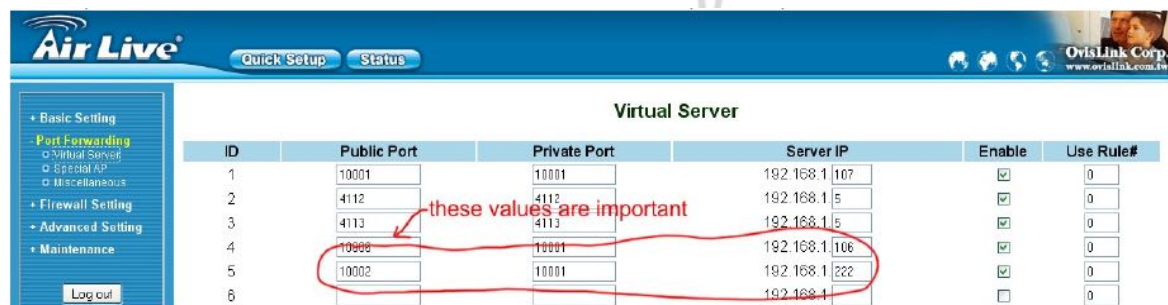 Air Live®
Quick Setup
Status
OvisLink Corp.
www.ovislink.com.tw
+ Basic Setting
- Port Forwarding
Virtual Server
Special AP
Miscellaneous
+ Firewall Setting
+ Advanced Setting
+ Maintenance
Log out
Virtual Server
ID Public Port Private Port Server IP Enable Use Rule#
1 10001 10001 192.168.1.107 0
2 4112 4112 192.168.1.5 0
these values are important
3 4113 4113 192.168.1.5 0
4 10001 192.168.1.106 0
5 10002 10001 192.168.1.222 0
6 192.168.1. 0